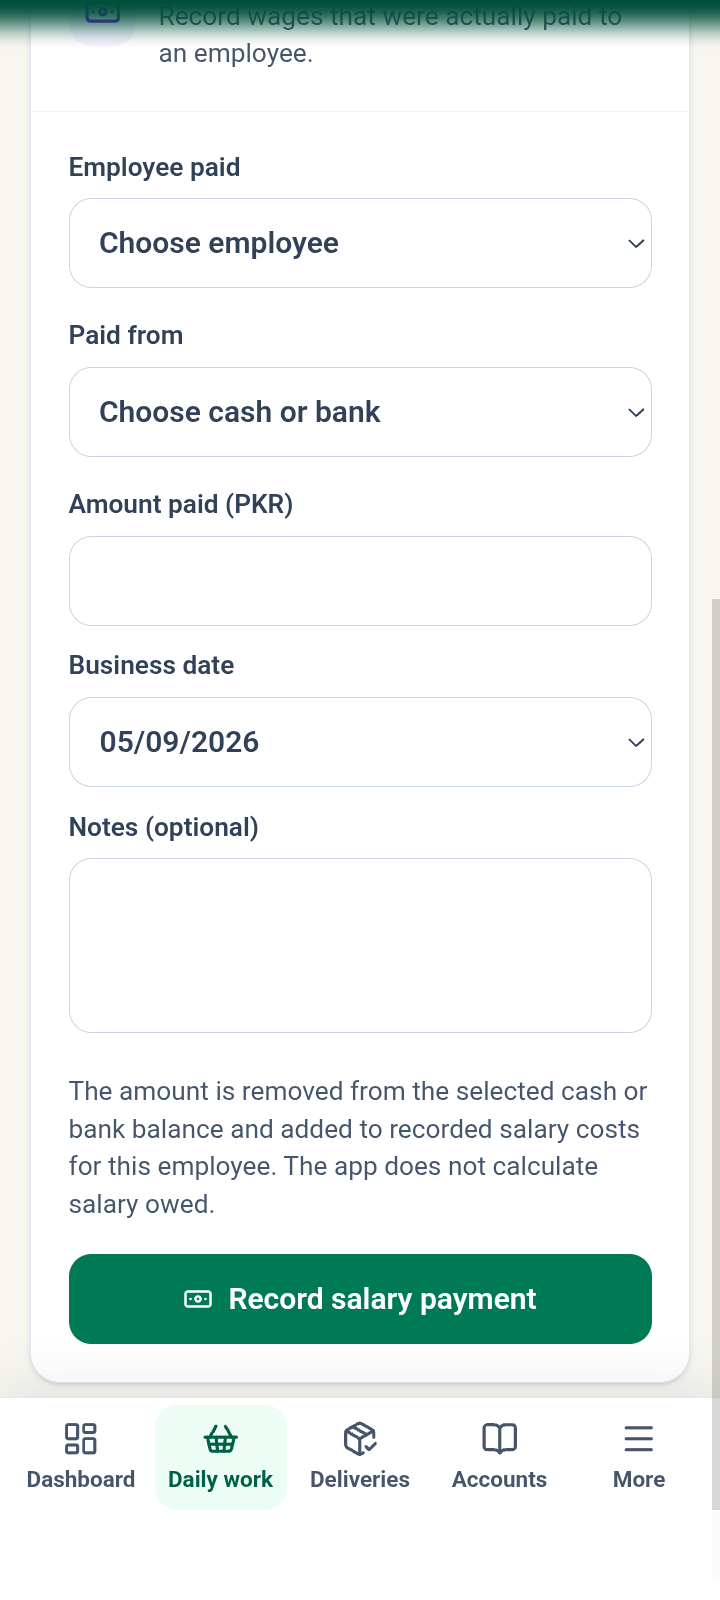 Record wages that were actually paid to
an employee.
Employee paid
Choose employee
Paid from
Choose cash or bank
Amount paid (PKR)
Business date
05/09/2026
Notes (optional)
The amount is removed from the selected cash or
bank balance and added to recorded salary costs
for this employee. The app does not calculate
salary owed.
Record salary payment
Dashboard
Daily work
Deliveries
Accounts
More